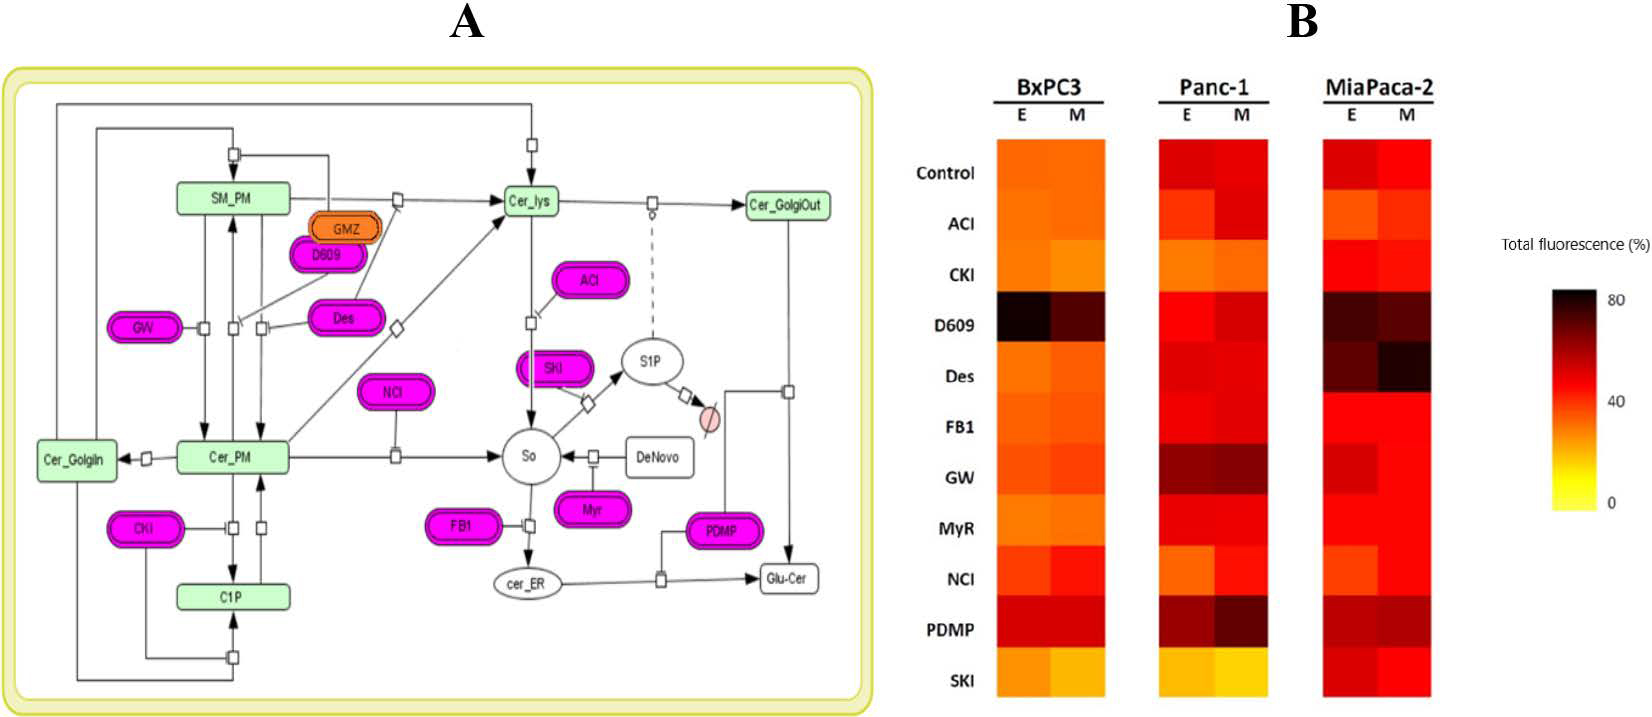 A
B
SM_PM
GMZ
D609
GW
Des
Cer_lys
Cer_GolgiOut
ACI
SKI
S1P
NCI
Cer_GolgiIn
Cer_PM
So
DeNovo
Myr
CKI
FB1
PDMP
cer_ER
Glu-Cer
C1P
BxPC3
Panc-1
MiaPaca-2
E M
E M
E M
Control
ACI
CKI
D609
Des
FB1
GW
MyR
NCI
PDMP
SKI
Total fluorescence (%)
80
40
0